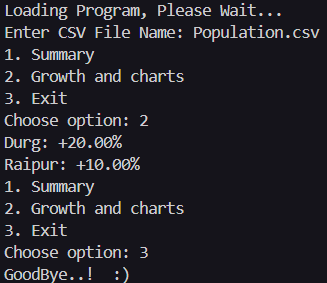 Loading Program, Please Wait...
Enter CSV File Name: Population.csv
1. Summary
2. Growth and charts
3. Exit
Choose option: 2
Durg: +20.00%
Raipur: +10.00%
1. Summary
2. Growth and charts
3. Exit
Choose option: 3
GoodBye..!  :)